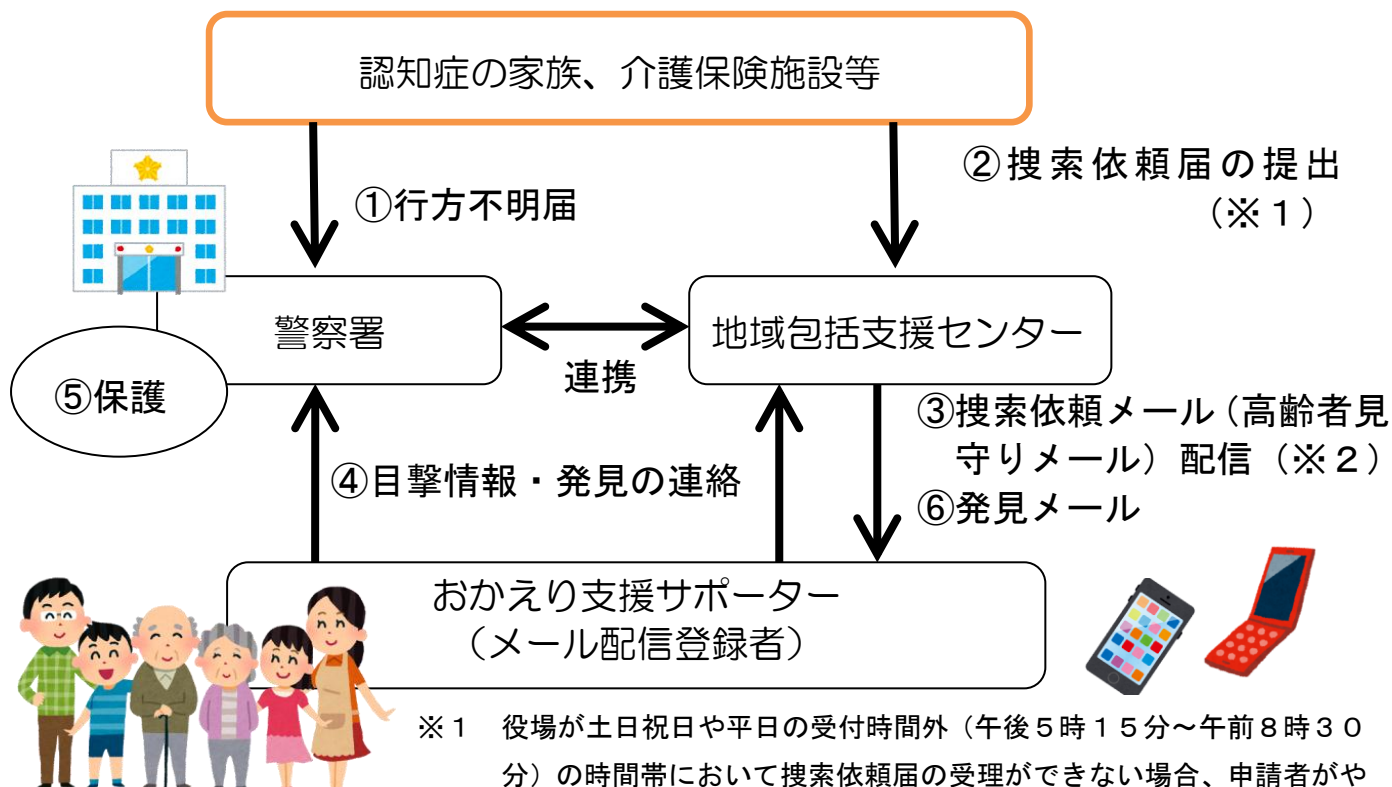 認知症の家族、介護保険施設等
①行方不明届
②捜索依頼届の提出
（※１）
警察署
地域包括支援センター
連携
⑤保護
③捜索依頼メール（高齢者見
守りメール）配信（※２）
④目撃情報・発見の連絡
⑥発見メール
おかえり支援サポーター
（メール配信登録者）
※１　役場が土日祝日や平日の受付時間外（午後５時１５分～午前８時３０
分）の時間帯において捜索依頼届の受理ができない場合、申請者がや